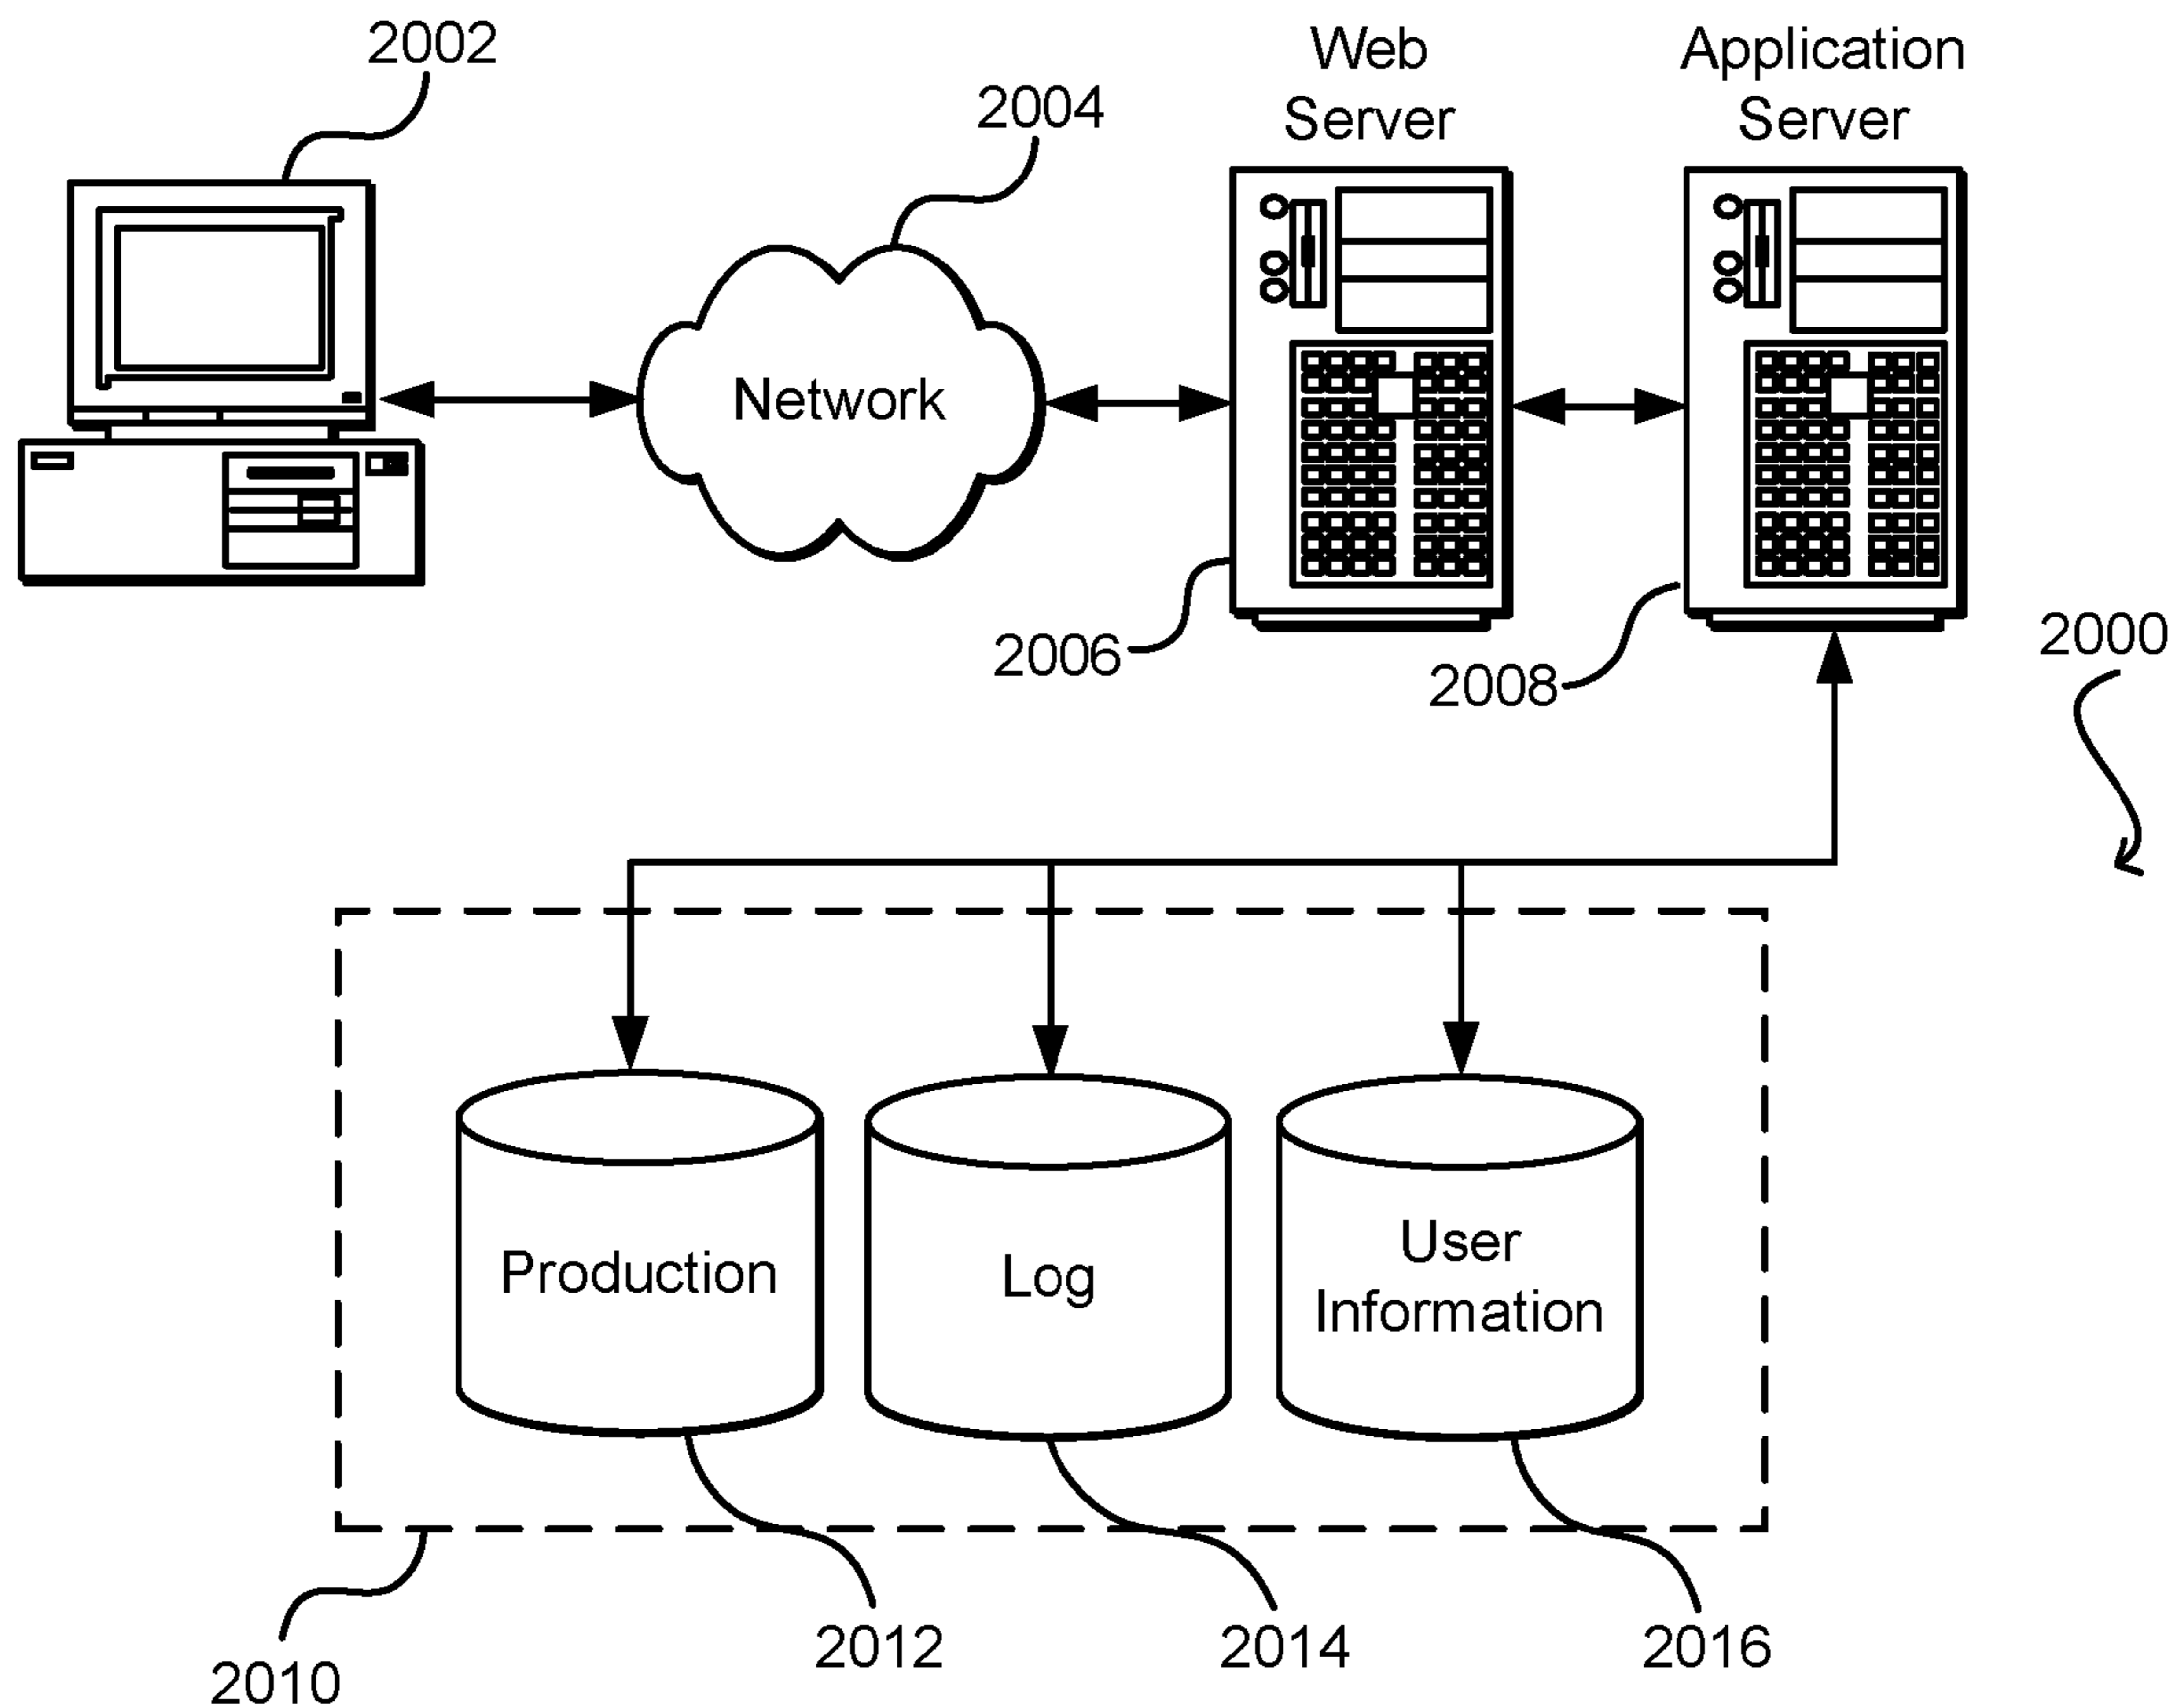 2002
2004
Web
Server
Application
Server
Network
2006
2008
2000
Production
Log
User
Information
2010
2012
2014
2016